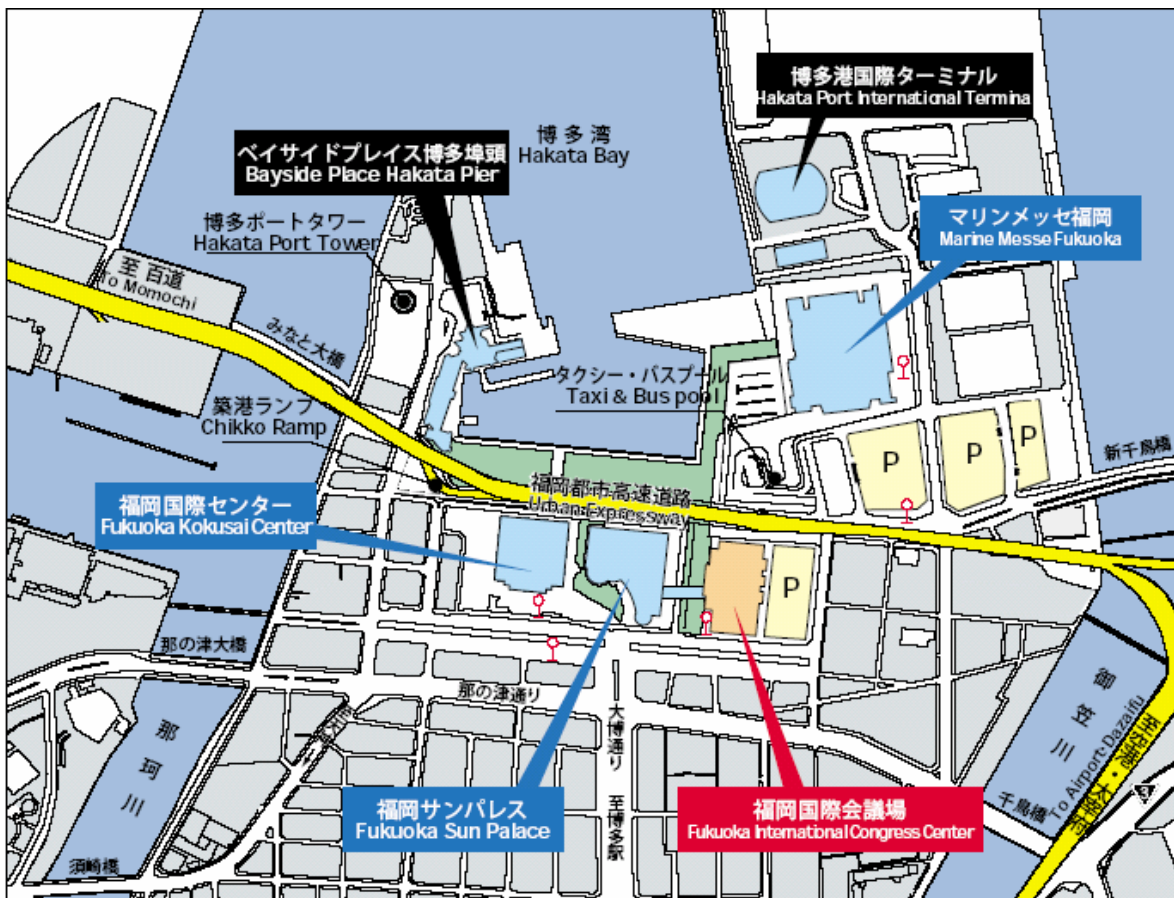 博多港国際ターミナル
Hakata Port International Termina
博多湾
Hakata Bay
ベイサイドプレイス博多埠頭
Bayside Place Hakata Pier
博多ポートタワー
Hakata Port Tower
マリンメッセ福岡
Marine Messe Fukuoka
至 百道
To Momochi
みなと大橋
タクシー・バスプール
Taxi & Bus pool
築港ランプ
Chikko Ramp
P
P
P
新千鳥橋
福岡都市高速道路
Urban Expressway
福岡国際センター
Fukuoka Kokusai Center
P
那の津大橋
那の津通り
御笠川
那珂川
大博通り
至博多駅
To Airport・Dazaifu
至空港・大宰府
3
千鳥橋
福岡サンパレス
Fukuoka Sun Palace
福岡国際会議場
Fukuoka International Congress Center
須崎橋